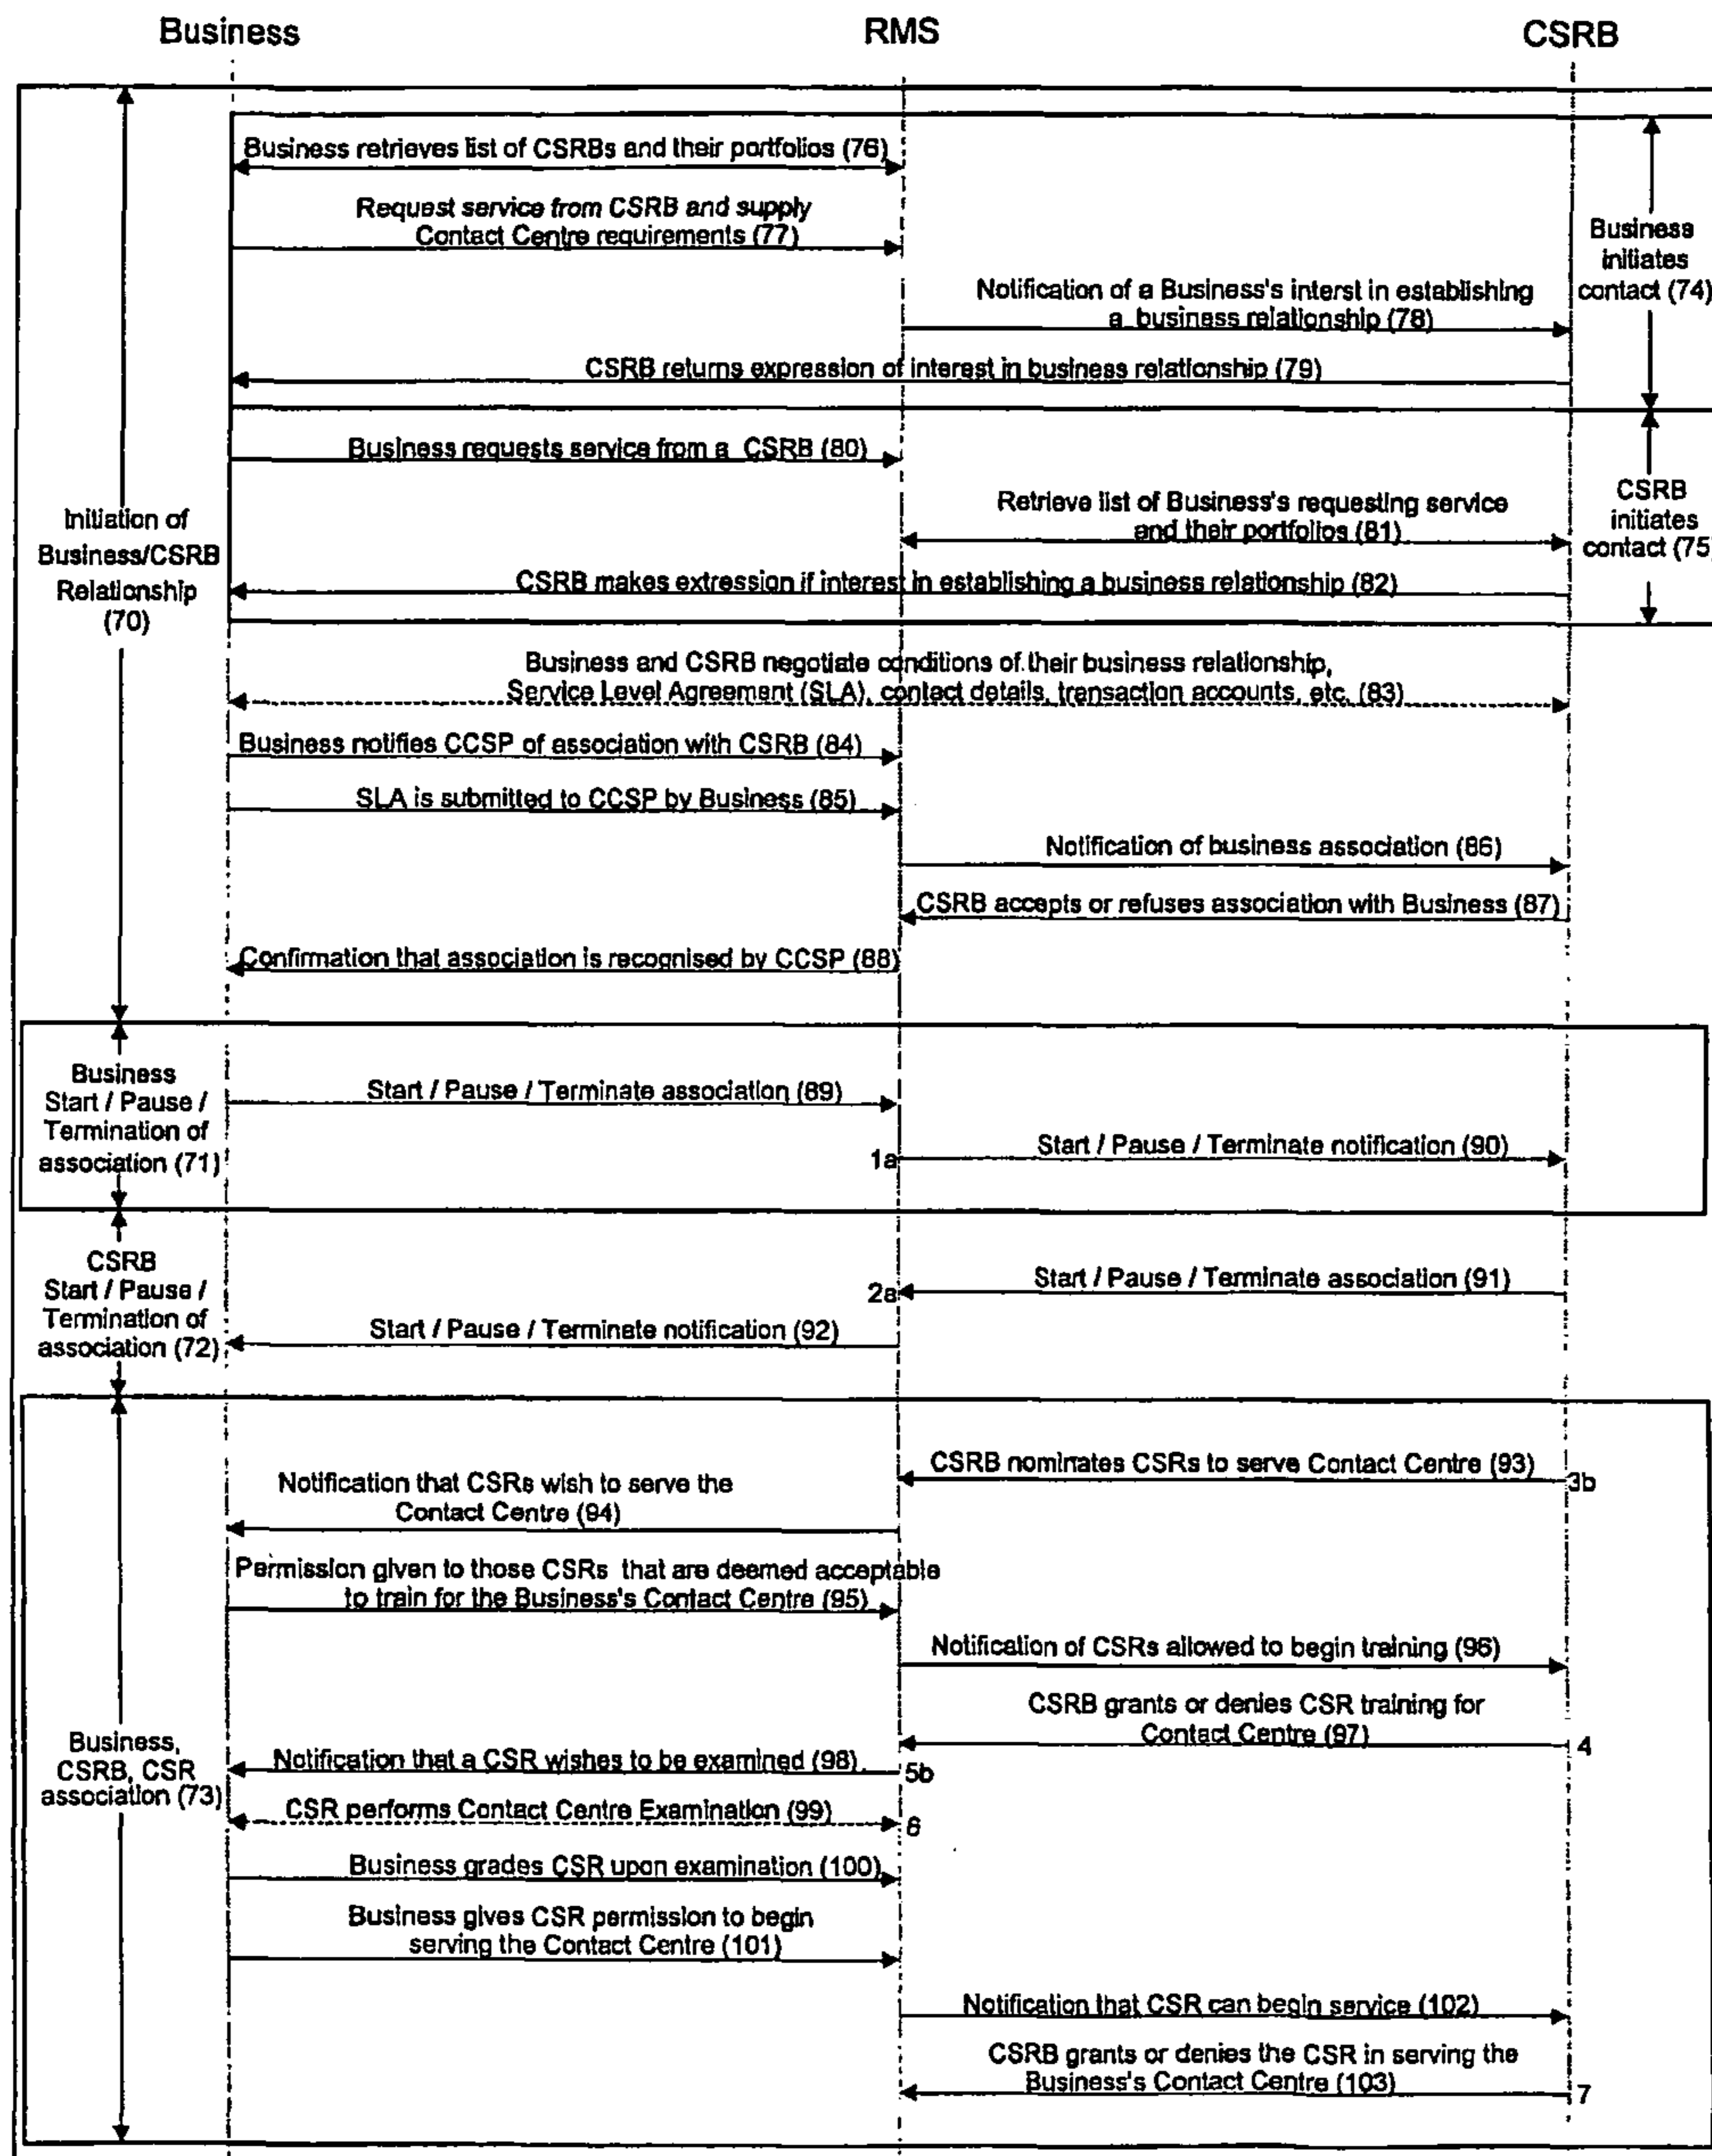 Business
RMS
CSRB
Business retrieves list of CSRBs and their portfolios (76)
Request service from CSRB and supply
Contact Centre requirements (77)
Business
initiates
contact (74)
Notification of a Business's interst in establishing
a business relationship (78)
CSRB returns expression of interest in business relationship (79)
Business requests service from a CSRB (80)
Retrieve list of Business's requesting service
and their portfolios (81)
CSRB
initiates
contact (75)
Initiation of
Business/CSRB
Relationship
(70)
CSRB makes extression if interest in establishing a business relationship (82)
Business and CSRB negotiate conditions of their business relationship,
Service Level Agreement (SLA), contact details, transaction accounts, etc. (83)
Business notifies CCSP of association with CSRB (84)
SLA is submitted to CCSP by Business (85)
Notification of business association (86)
CSRB accepts or refuses association with Business (87)
Confirmation that association is recognised by CCSP (88)
Business
Start / Pause /
Termination of
association (71)
Start / Pause / Terminate association (89)
1a
Start / Pause / Terminate notification (90)
CSRB
Start / Pause /
Termination of
association (72)
2a
Start / Pause / Terminate association (91)
Start / Pause / Terminate notification (92)
CSRB nominates CSRs to serve Contact Centre (93)
3b
Notification that CSRs wish to serve the
Contact Centre (94)
Permission given to those CSRs that are deemed acceptable
to train for the Business's Contact Centre (95)
Notification of CSRs allowed to begin training (96)
CSRB grants or denies CSR training for
Contact Centre (97)
4
Business,
CSRB, CSR
association (73)
Notification that a CSR wishes to be examined (98)
5b
CSR performs Contact Centre Examination (99)
6
Business grades CSR upon examination (100)
Business gives CSR permission to begin
serving the Contact Centre (101)
Notification that CSR can begin service (102)
CSRB grants or denies the CSR in serving the
Business's Contact Centre (103)
7